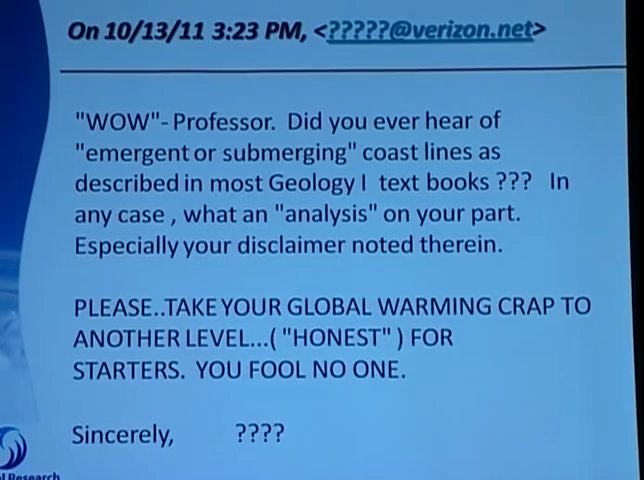 On 10/13/11 3:23 PM, <?????@verizon.net>
"WOW"- Professor. Did you ever hear of
"emergent or submerging" coast lines as
described in most Geology I text books ??? In
any case , what an "analysis" on your part.
Especially your disclaimer noted therein.
PLEASE..TAKE YOUR GLOBAL WARMING CRAP TO
ANOTHER LEVEL...( "HONEST" ) FOR
STARTERS. YOU FOOL NO ONE.
Sincerely, ????
Research